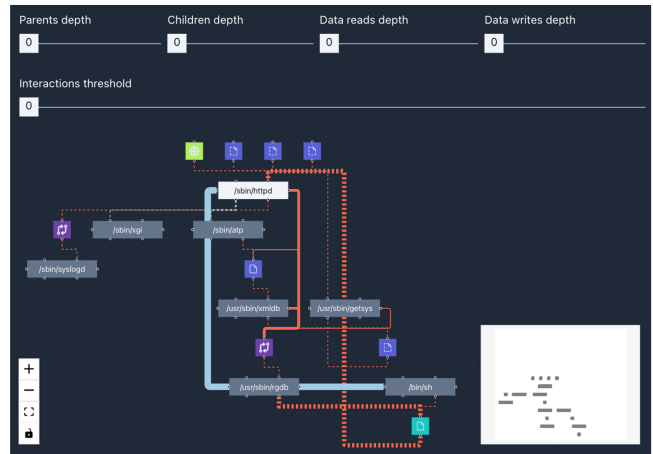 Parents depth
Children depth
Data reads depth
Data writes depth
0
0
0
0
Interactions threshold
0
/sbin/httpd
/sbin/xgi
/sbin/atp
/sbin/syslogd
/usr/sbin/xmldb
/usr/sbin/getsys
/usr/sbin/rgdb
/bin/sh